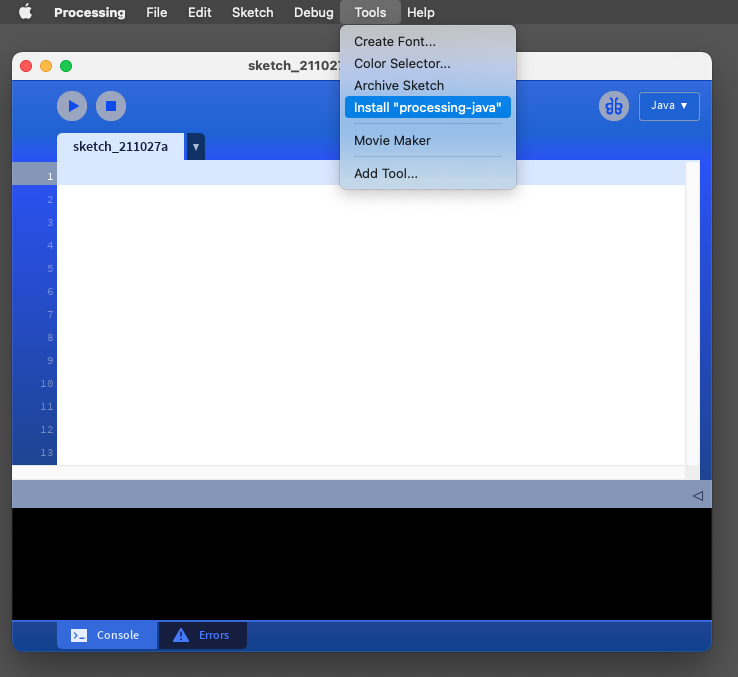 Processing File Edit Sketch Debug Tools Help
sketch_21102
Create Font...
Color Selector...
Archive Sketch
Install "processing-java"
Movie Maker
Add Tool...
Java ▼
sketch_211027a ▼
1
2
3
4
5
6
7
8
9
10
11
12
13
Console
Errors